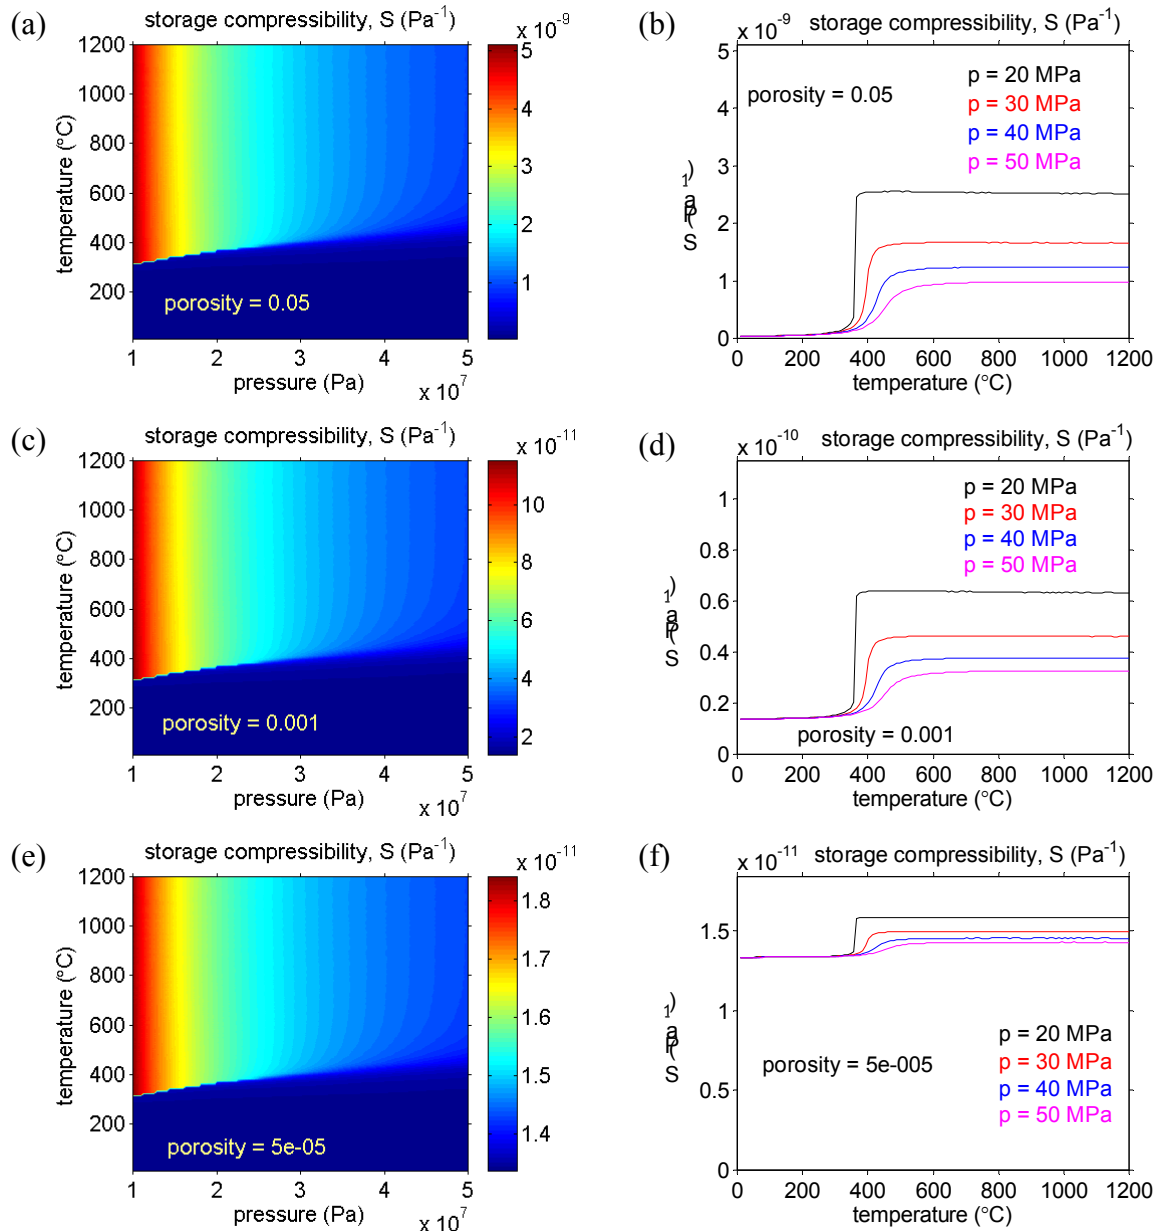 (a)
storage compressibility, S (Pa-1)
x 10-9
1200
1000
800
600
400
200
temperature (°C)
porosity = 0.05
1
2
3
4
5
pressure (Pa)
x 107
5
4
3
2
1
(b)
x 10-9
storage compressibility, S (Pa-1)
5
4
3
2
1
0
S (Pa-1)
porosity = 0.05
p = 20 MPa
p = 30 MPa
p = 40 MPa
p = 50 MPa
0
200
400
600
800
1000
1200
temperature (°C)
(c)
storage compressibility, S (Pa-1)
x 10-11
1200
1000
800
600
400
200
temperature (°C)
porosity = 0.001
1
2
3
4
5
pressure (Pa)
x 107
10
8
6
4
2
(d)
x 10-10
storage compressibility, S (Pa-1)
1
0.8
0.6
0.4
0.2
0
S (Pa-1)
p = 20 MPa
p = 30 MPa
p = 40 MPa
p = 50 MPa
porosity = 0.001
0
200
400
600
800
1000
1200
temperature (°C)
(e)
storage compressibility, S (Pa-1)
x 10-11
1200
1000
800
600
400
200
temperature (°C)
porosity = 5e-05
1
2
3
4
5
pressure (Pa)
x 107
1.8
1.7
1.6
1.5
1.4
(f)
x 10-11
storage compressibility, S (Pa-1)
1.5
1
0.5
0
S (Pa-1)
porosity = 5e-005
p = 20 MPa
p = 30 MPa
p = 40 MPa
p = 50 MPa
0
200
400
600
800
1000
1200
temperature (°C)